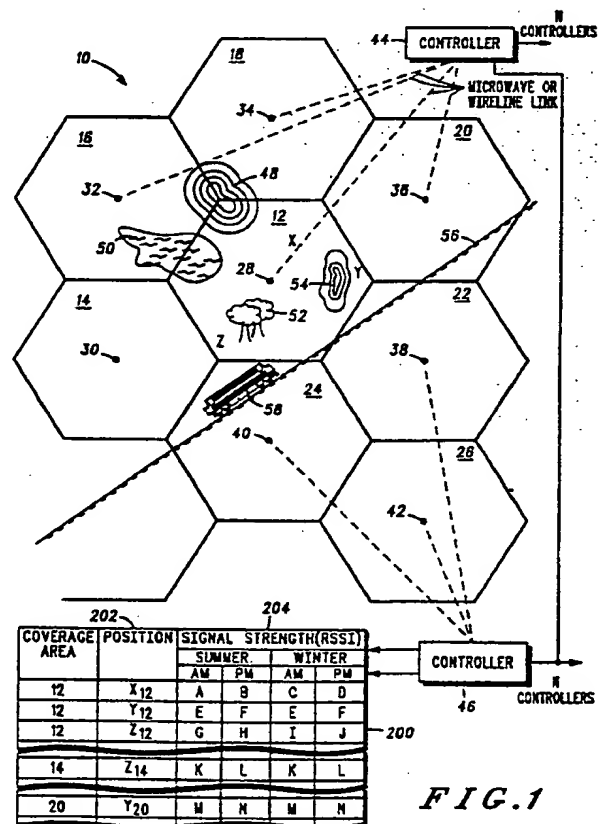 N
CONTROLLERS
44
CONTROLLER
10
18
MICROWAVE OR
WIRELINE LINK
34
16
20
48
32
36
12
50
X
56
54
Y
28
14
52
22
Z
30
38
24
58
40
26
42
202
204
COVERAGE AREA POSITION SIGNAL STRENGTH(RSSI)
SUMMER WINTER
AM PM AM PM
12 X12 A B C D
12 Y12 E F E F
12 Z12 G H I J
200
14 Z14 K L K L
20 Y20 M N M N
CONTROLLER
46
N
CONTROLLERS
FIG.1